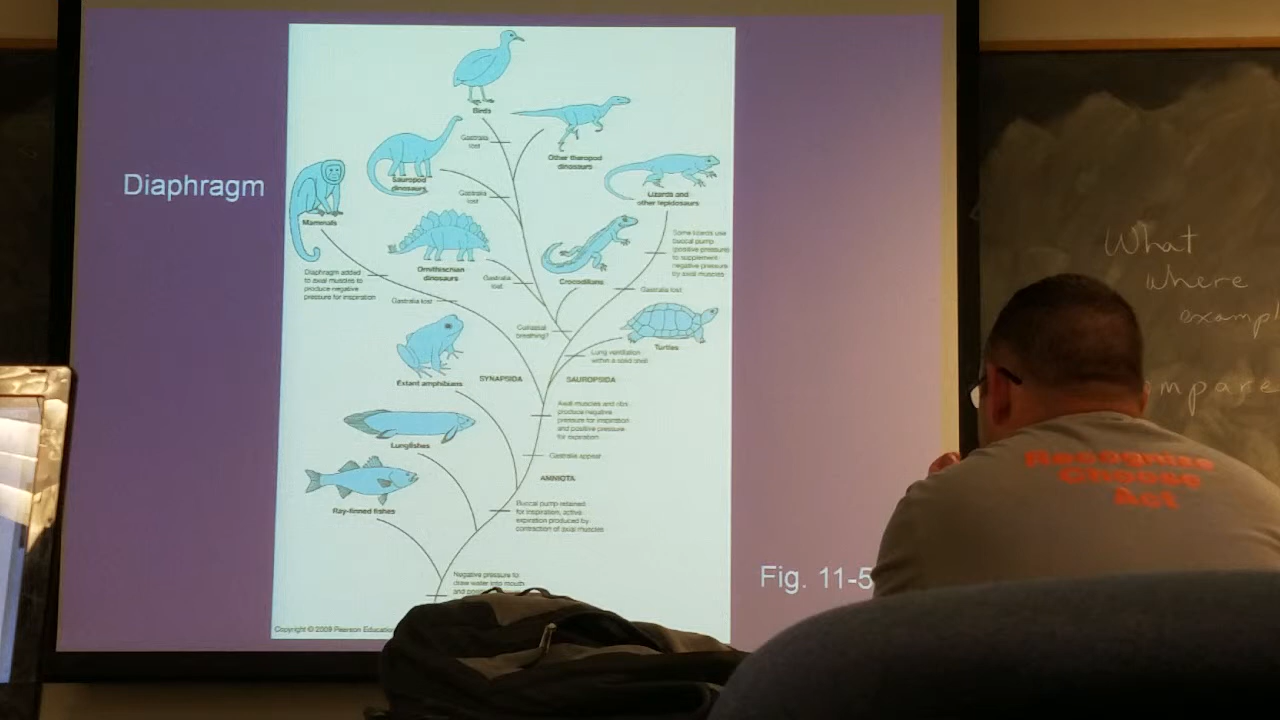 Diaphragm
Birds
Gastralia
lost
Other theropod
dinosaurs
Sauropod
dinosaurs
Gastralia
lost
Lizards and
other lepidosaurs
Mammals
Some lizards use
buccal pump
(positive pressure)
to supplement
negative pressure
by axial muscles
Ornithischian
dinosaurs
Gastralia
lost
Crocodilians
Diaphragm added
to axial muscles to
produce negative
pressure for inspiration
Gastralia lost
Gastralia lost
Cuirassal
breathing?
Turtles
Lung ventilation
within a solid shell
Extant amphibians
SYNAPSIDA
SAUROPSIDA
Axial muscles and ribs
produce negative
pressure for inspiration
and positive pressure
for expiration
Lungfishes
Gastralia appear
AMNIOTA
Ray-finned fishes
Buccal pump retained
for inspiration, active
expiration produced by
contraction of axial muscles
Negative pressure to
draw water into mouth
Copyright © 2009 Pearson Educatio
Fig. 11-5
What
Where
exampl
ompare
Recognize
Choose
Act